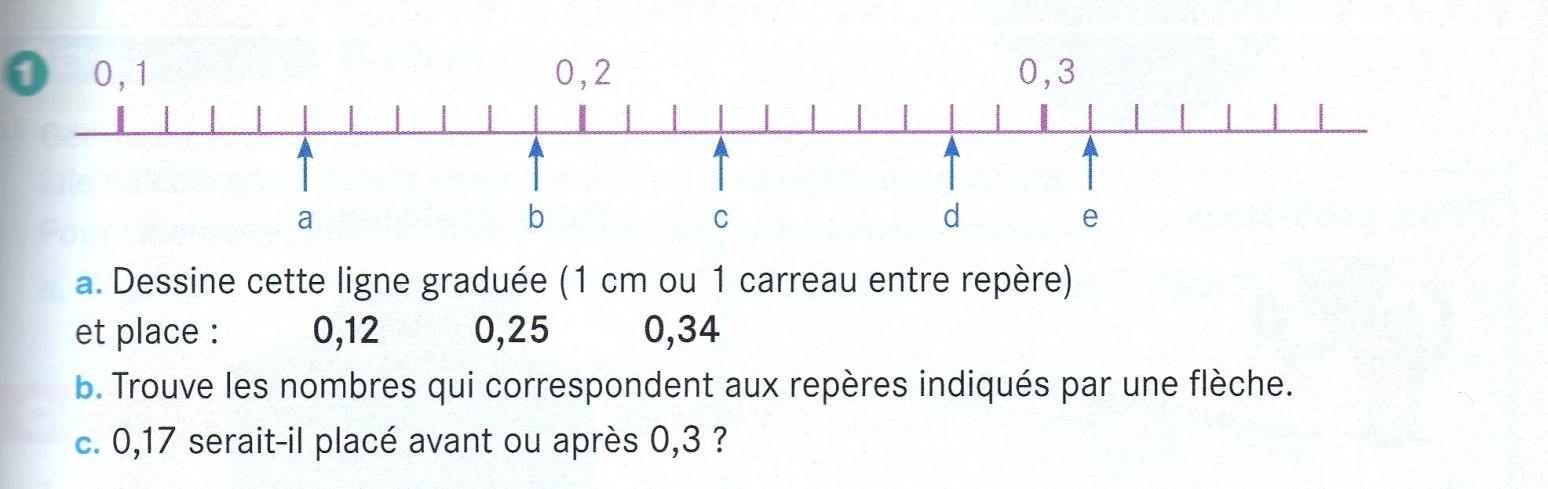 1 0,1 0,2 0,3
a b c d e
a. Dessine cette ligne graduée (1 cm ou 1 carreau entre repère)
et place : 0,12 0,25 0,34
b. Trouve les nombres qui correspondent aux repères indiqués par une flèche.
c. 0,17 serait-il placé avant ou après 0,3 ?